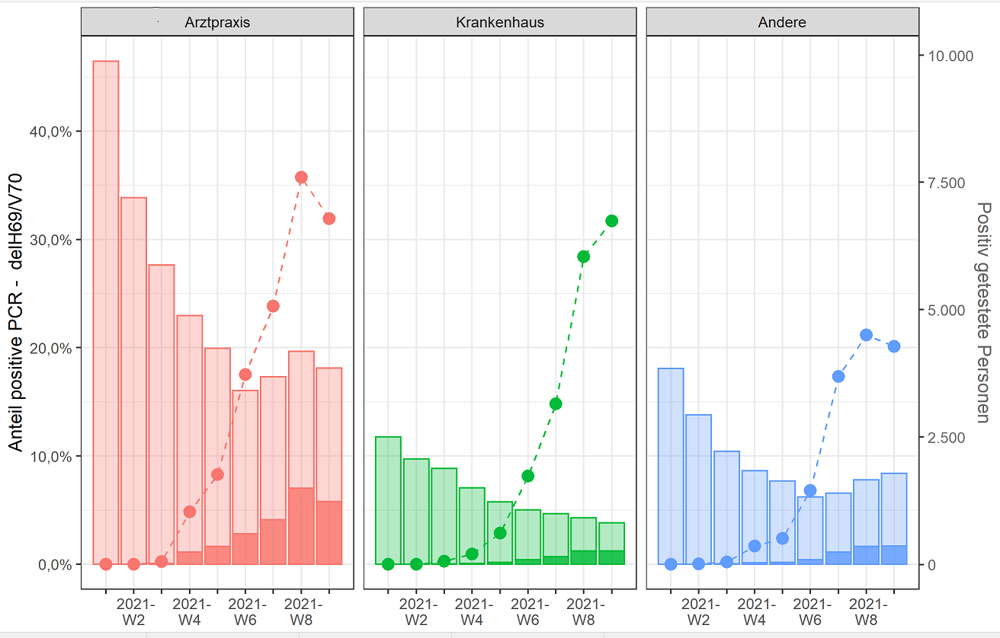 Arztpraxis
Krankenhaus
Andere
Anteil positive PCR - delH69/V70
40,0%
30,0%
20,0%
10,0%
0,0%
10.000
7.500
5.000
2.500
0
Positiv getestete Personen
2021-
W2
2021-
W4
2021-
W6
2021-
W8
2021-
W2
2021-
W4
2021-
W6
2021-
W8
2021-
W2
2021-
W4
2021-
W6
2021-
W8